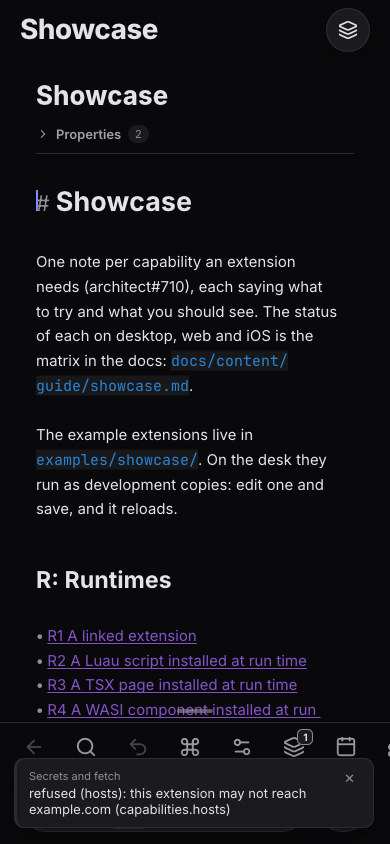 Showcase
Showcase
Properties 2
# Showcase
One note per capability an extension
needs (architect#710), each saying what
to try and what you should see. The status
of each on desktop, web and iOS is the
matrix in the docs: docs/content/
guide/showcase.md.
The example extensions live in
examples/showcase/. On the desk they
run as development copies: edit one and
save, and it reloads.
R: Runtimes
• R1 A linked extension
• R2 A Luau script installed at run time
• R3 A TSX page installed at run time
• R4 A WASI component installed at run
1
Secrets and fetch
refused (hosts): this extension may not reach
example.com (capabilities.hosts)